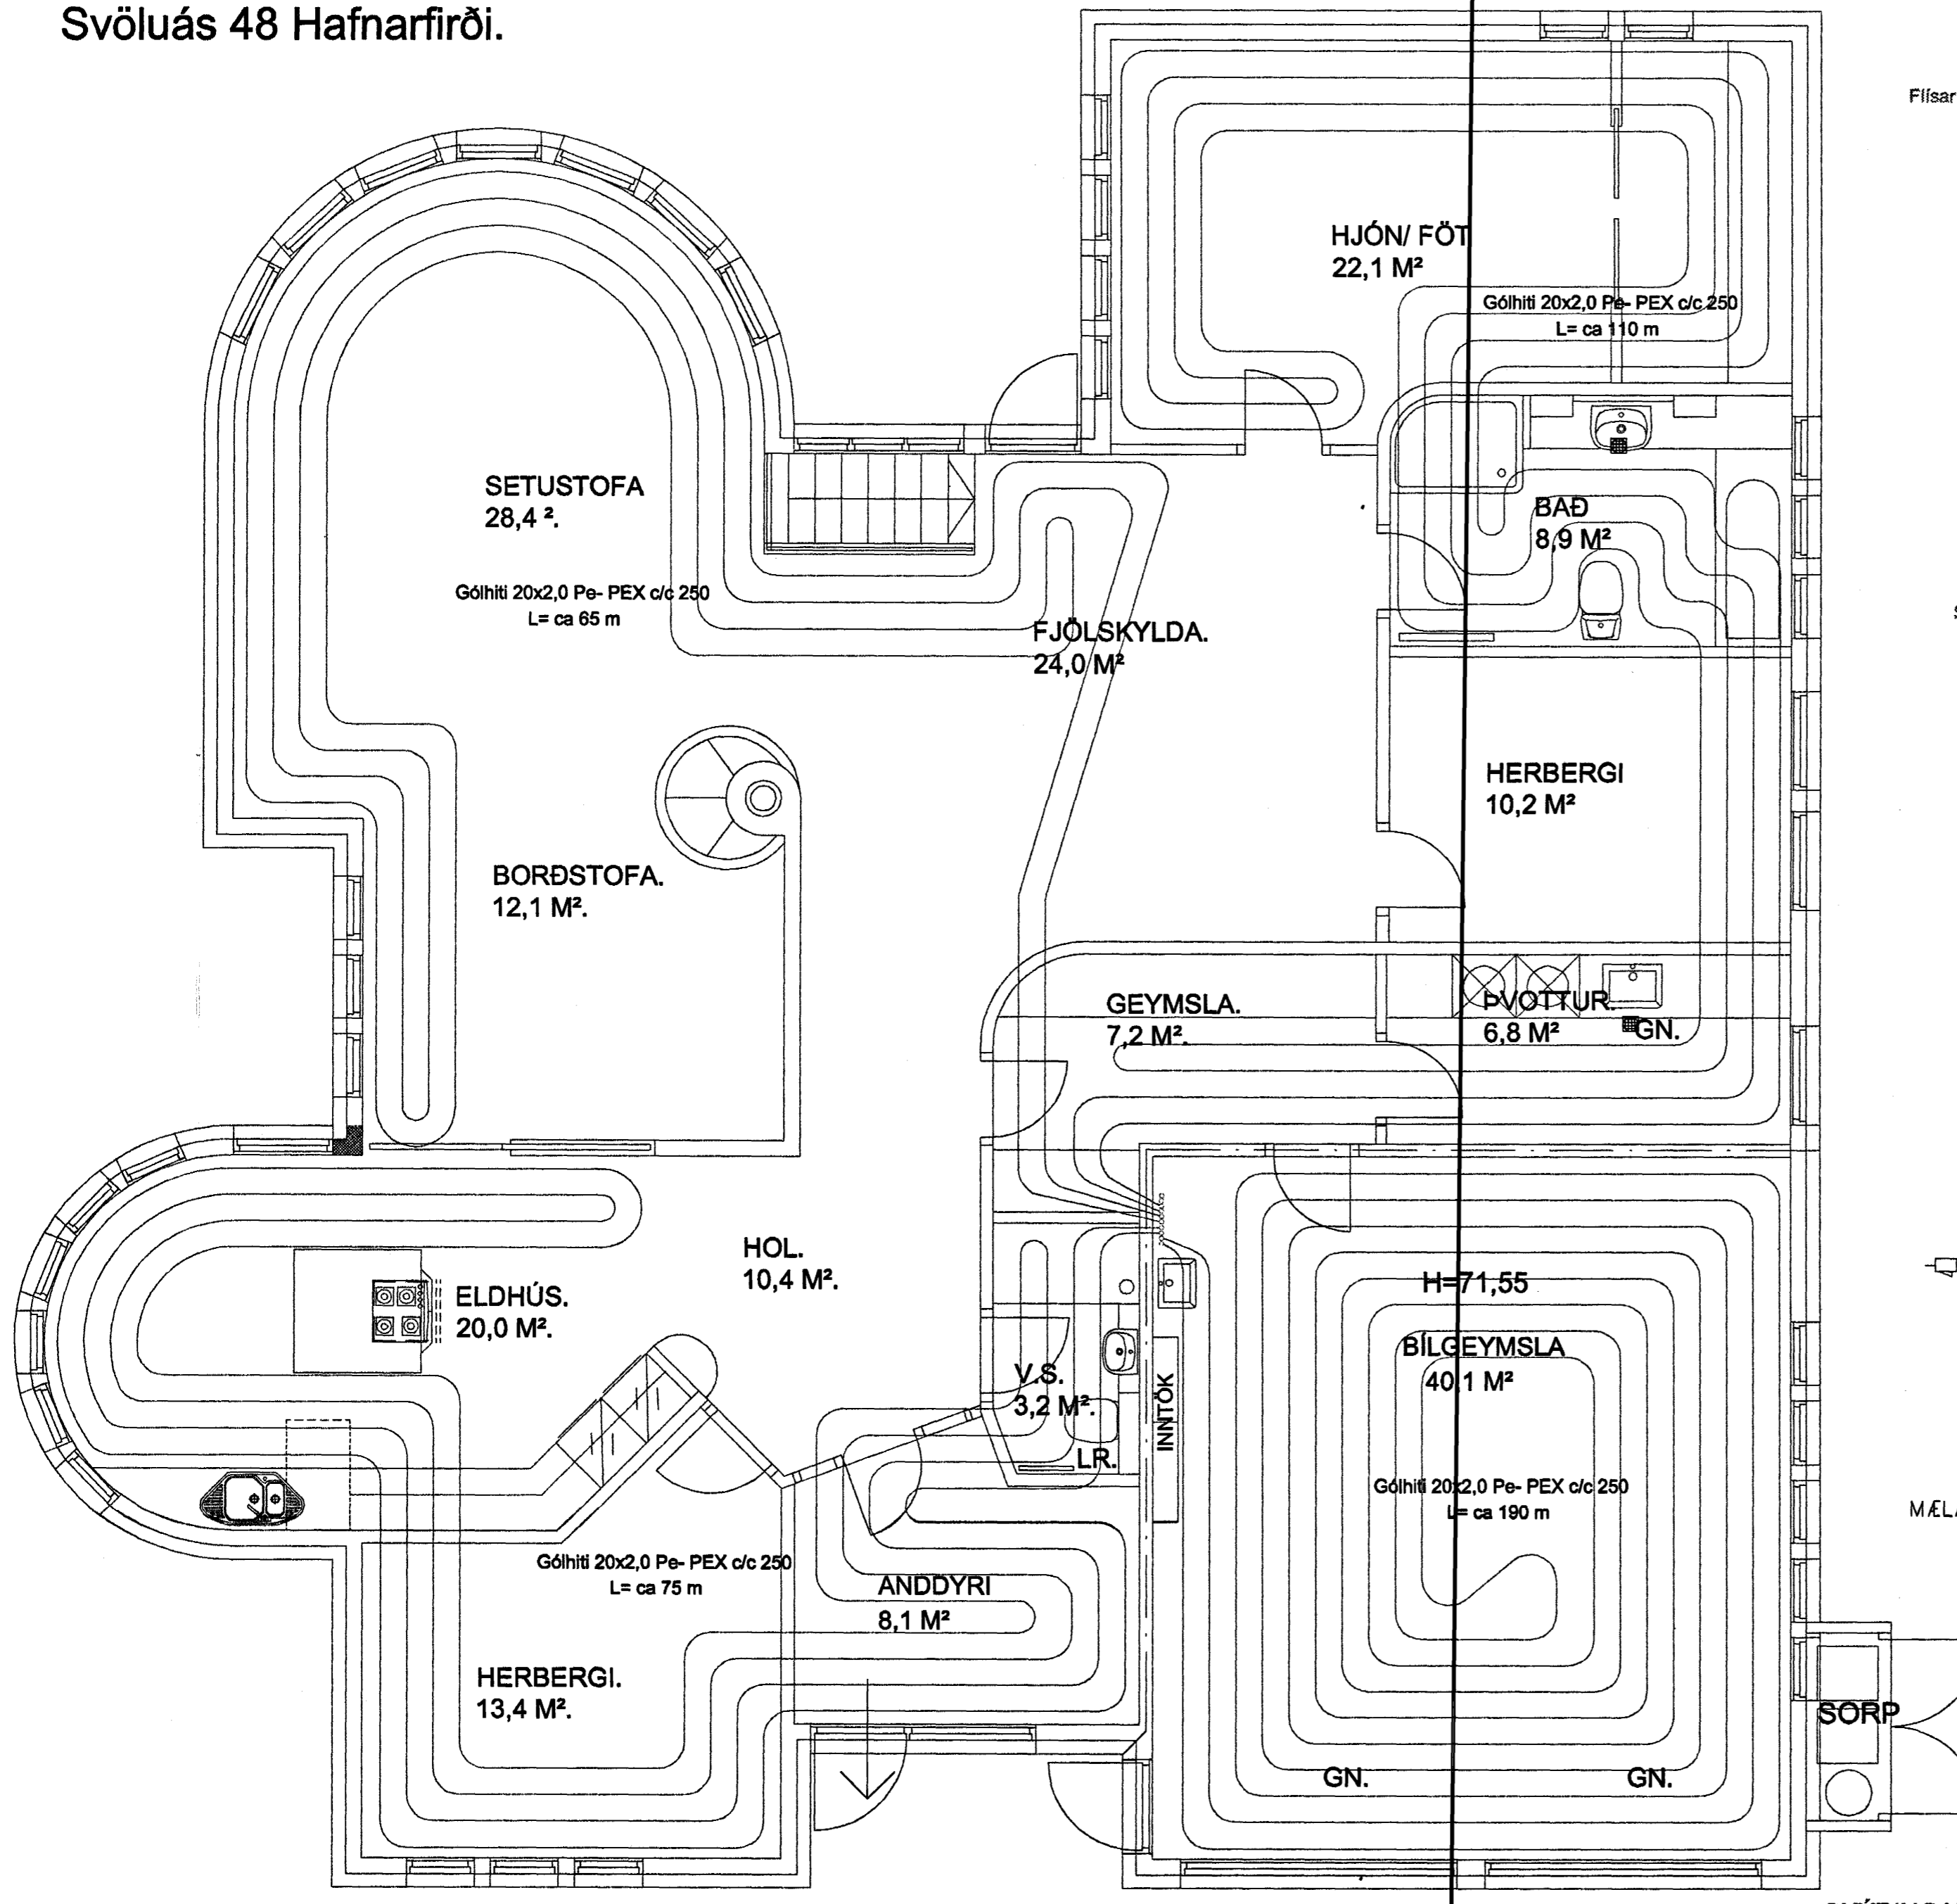 Svöluás 48 Hafnarfirði.
Flísar
HJÓN/ FÖT
22,1 M²
Gólhiti 20x2,0 Pe- PEX c/c 250
L= ca 110 m
SETUSTOFA
28,4 ².
BAÐ
8,9 M²
Gólhiti 20x2,0 Pe- PEX c/c 250
L= ca 65 m
FJÖLSKYLDA.
24,0 M²
HERBERGI
10,2 M²
BORÐSTOFA.
12,1 M².
GEYMSLA.
7,2 M².
ÞVOTTUR.
6,8 M²
GN.
HOL.
10,4 M².
ELDHÚS.
20,0 M².
H=71,55
BÍLGEYMSLA
40,1 M²
V.S.
3,2 M².
INNTÖK
LR.
Gólhiti 20x2,0 Pe- PEX c/c 250
L= ca 190 m
Gólhiti 20x2,0 Pe- PEX c/c 250
L= ca 75 m
ANDDYRI
8,1 M²
HERBERGI.
13,4 M².
SORP
GN.
GN.